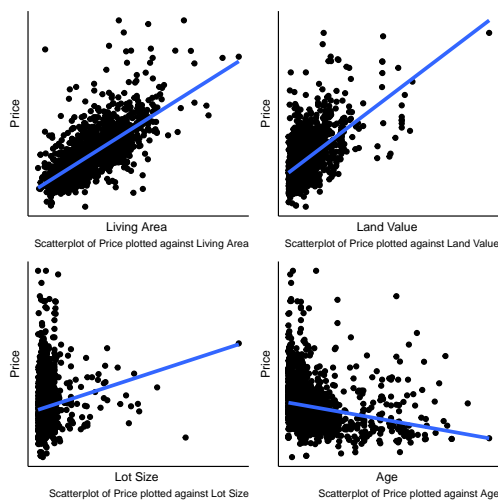 Price
Living Area
Scatterplot of Price plotted against Living Area
Price
Land Value
Scatterplot of Price plotted against Land Value
Price
Lot Size
Scatterplot of Price plotted against Lot Size
Price
Age
Scatterplot of Price plotted against Age